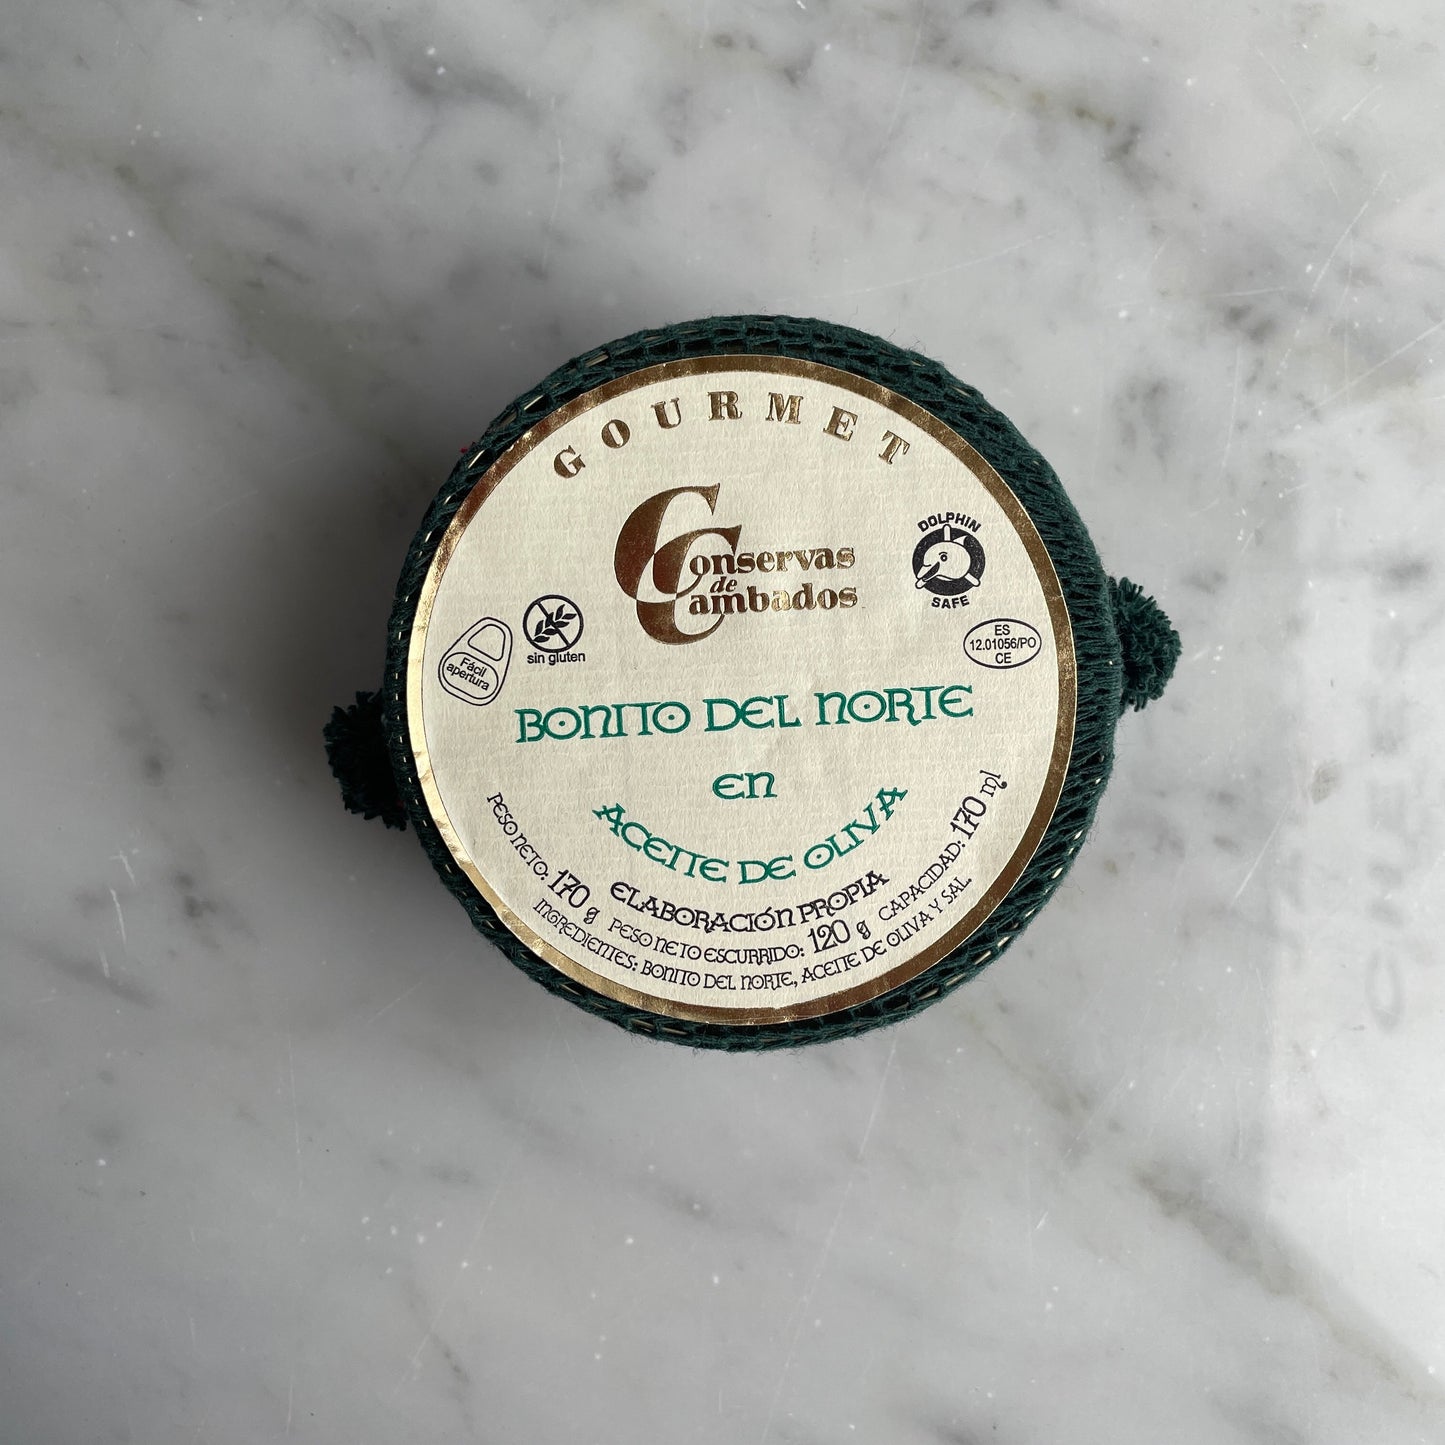 GOURMET
Conservas
de
Cambados
DOLPHIN
SAFE
sin gluten
Fácil
apertura
ES
12.01056/PO
CE
BONITO DEL NORTE
en
ACEITE DE OLIVA
ELABORACIÓN PROPIA
PESO NETO: 170 g PESO NETO ESCURRIDO: 120 g CAPACIDAD: 170 ml
INGREDIENTES: BONITO DEL NORTE, ACEITE DE OLIVA Y SAL.